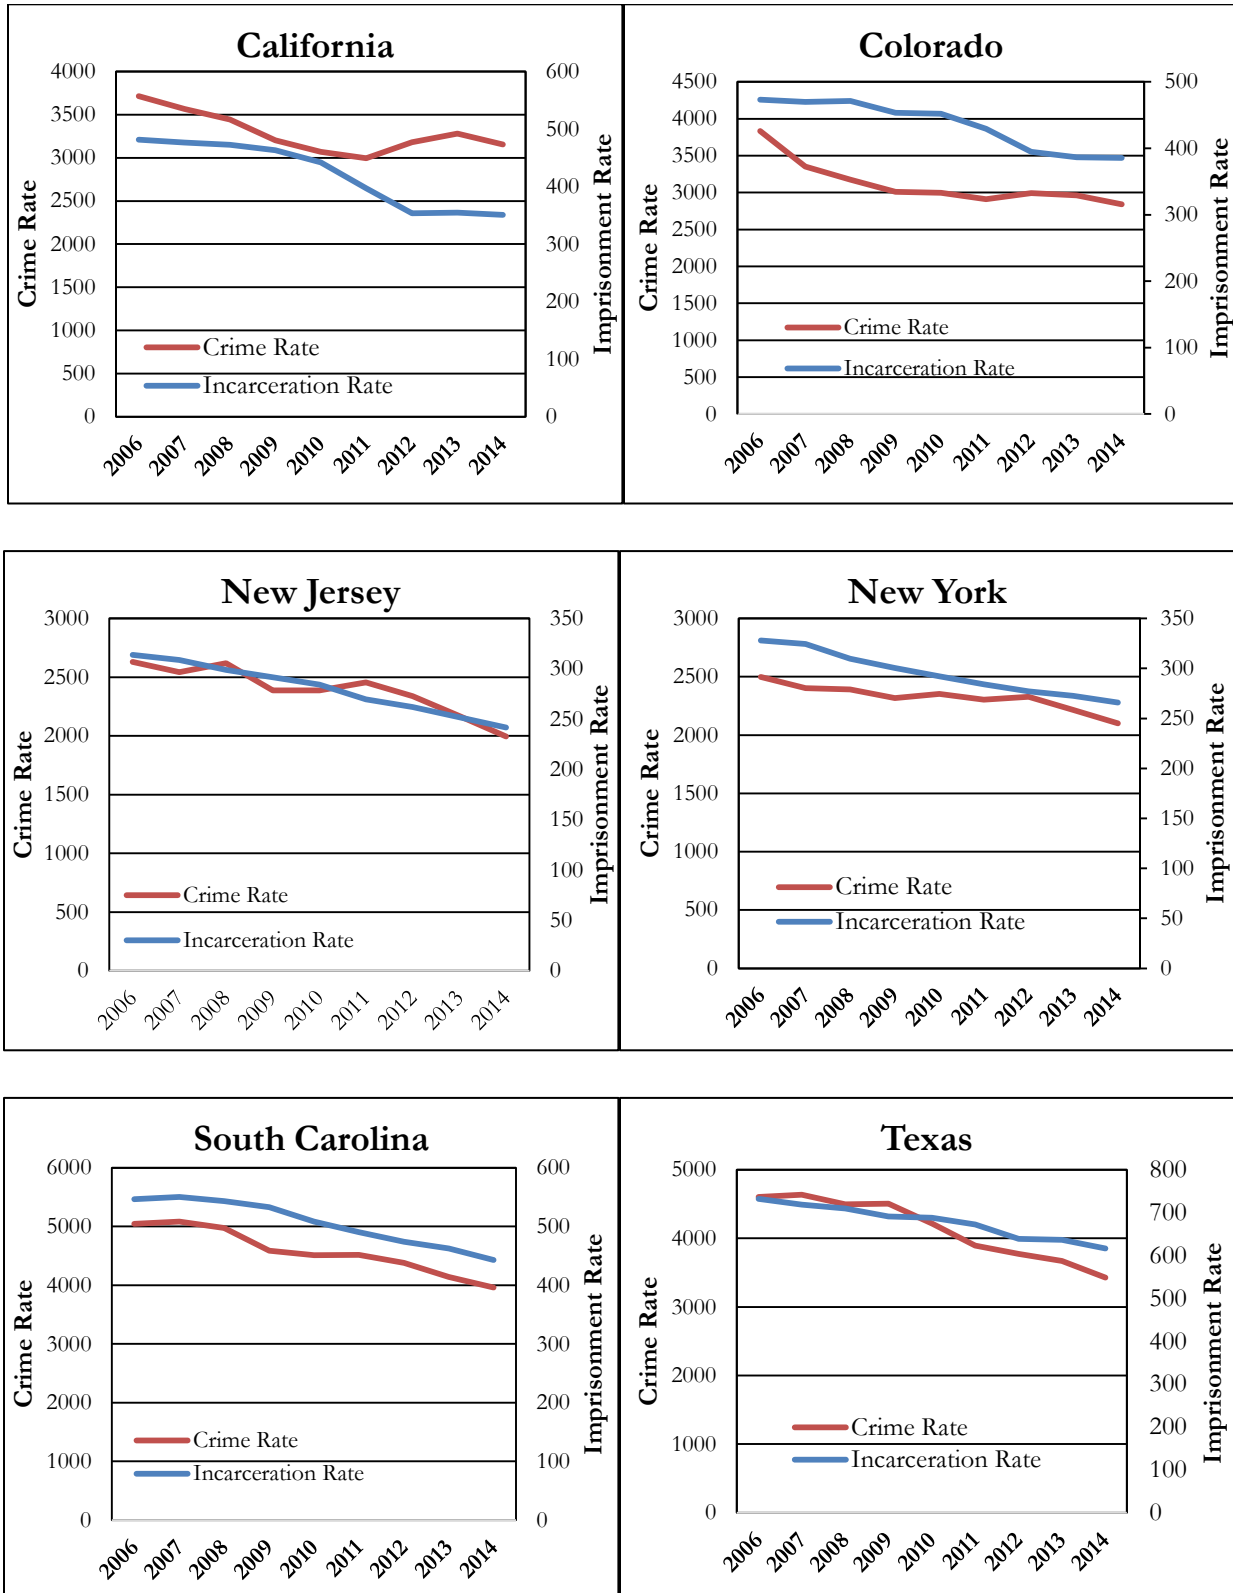 California
4000
3500
3000
2500
2000
1500
1000
500
0
Crime Rate
600
500
400
300
200
100
0
Imprisonment Rate
Crime Rate
Incarceration Rate
2006 2007 2008 2009 2010 2011 2012 2013 2014
Colorado
4500
4000
3500
3000
2500
2000
1500
1000
500
0
Crime Rate
500
400
300
200
100
0
Imprisonment Rate
Crime Rate
Incarceration Rate
2006 2007 2008 2009 2010 2011 2012 2013 2014
New Jersey
3000
2500
2000
1500
1000
500
0
Crime Rate
350
300
250
200
150
100
50
0
Imprisonment Rate
Crime Rate
Incarceration Rate
2006 2007 2008 2009 2010 2011 2012 2013 2014
New York
3000
2500
2000
1500
1000
500
0
Crime Rate
350
300
250
200
150
100
50
0
Imprisonment Rate
Crime Rate
Incarceration Rate
2006 2007 2008 2009 2010 2011 2012 2013 2014
South Carolina
6000
5000
4000
3000
2000
1000
0
Crime Rate
600
500
400
300
200
100
0
Imprisonment Rate
Crime Rate
Incarceration Rate
2006 2007 2008 2009 2010 2011 2012 2013 2014
Texas
5000
4000
3000
2000
1000
0
Crime Rate
800
700
600
500
400
300
200
100
0
Imprisonment Rate
Crime Rate
Incarceration Rate
2006 2007 2008 2009 2010 2011 2012 2013 2014